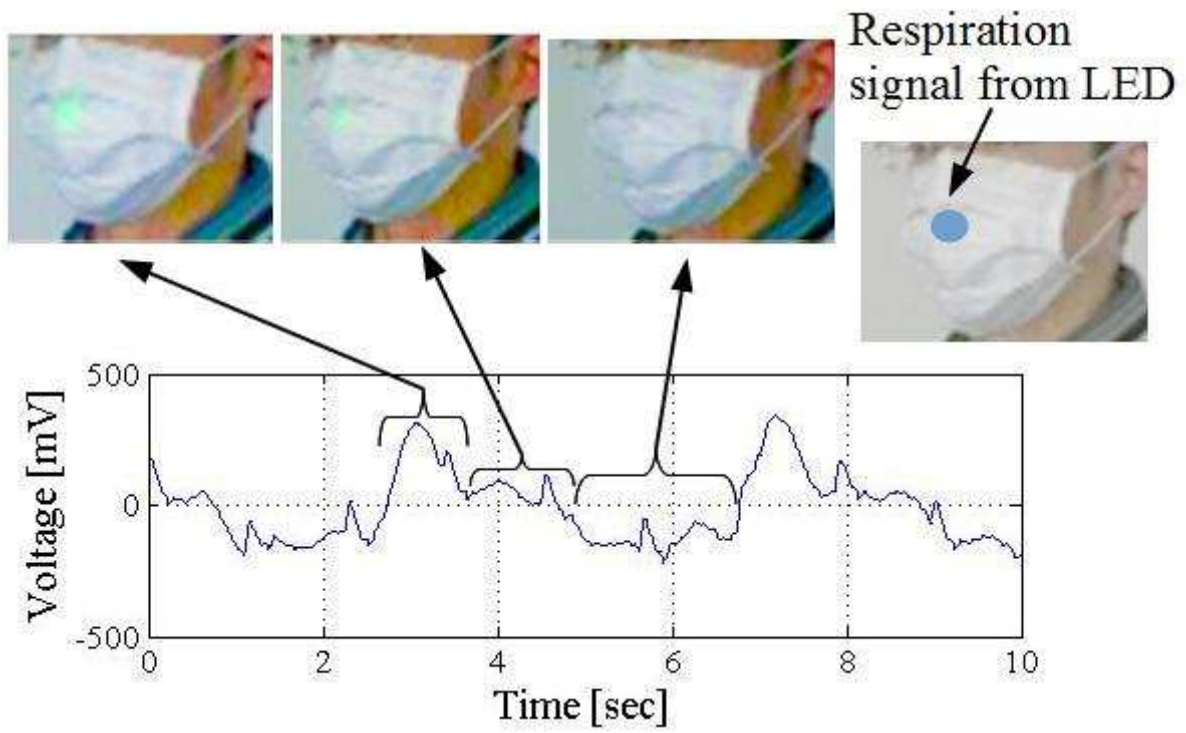 Respiration
signal from LED
500
0
-500
Voltage [mV]
0 2 4 6 8 10
Time [sec]